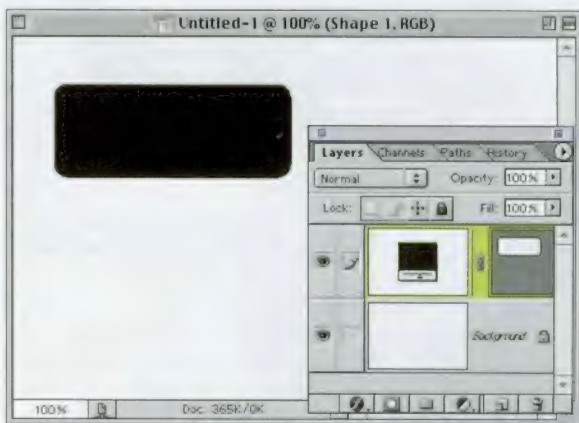 Untitled-1 @ 100% (Shape 1, RGB)
Layers Channels Paths History
Normal Opacity: 100%
Lock: Fill: 100%
Background
100% Doc: 365K/0K